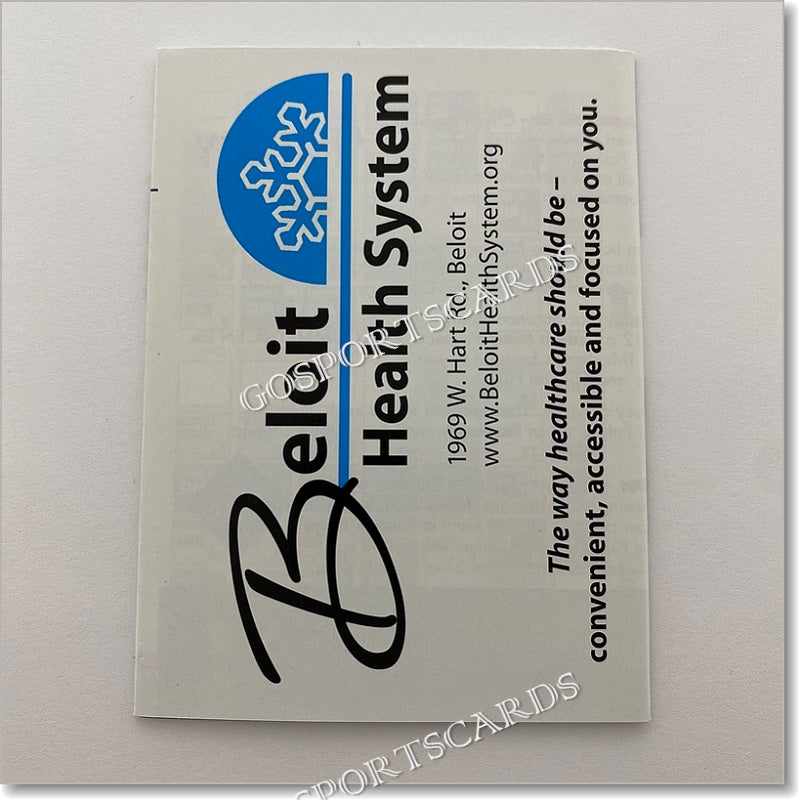 Beloit
Health System
1969 W. Hart Rd., Beloit
www.BeloitHealthSystem.org
The way healthcare should be –
convenient, accessible and focused on you.
GOSPORTSCARDS
SPORTSCARDS